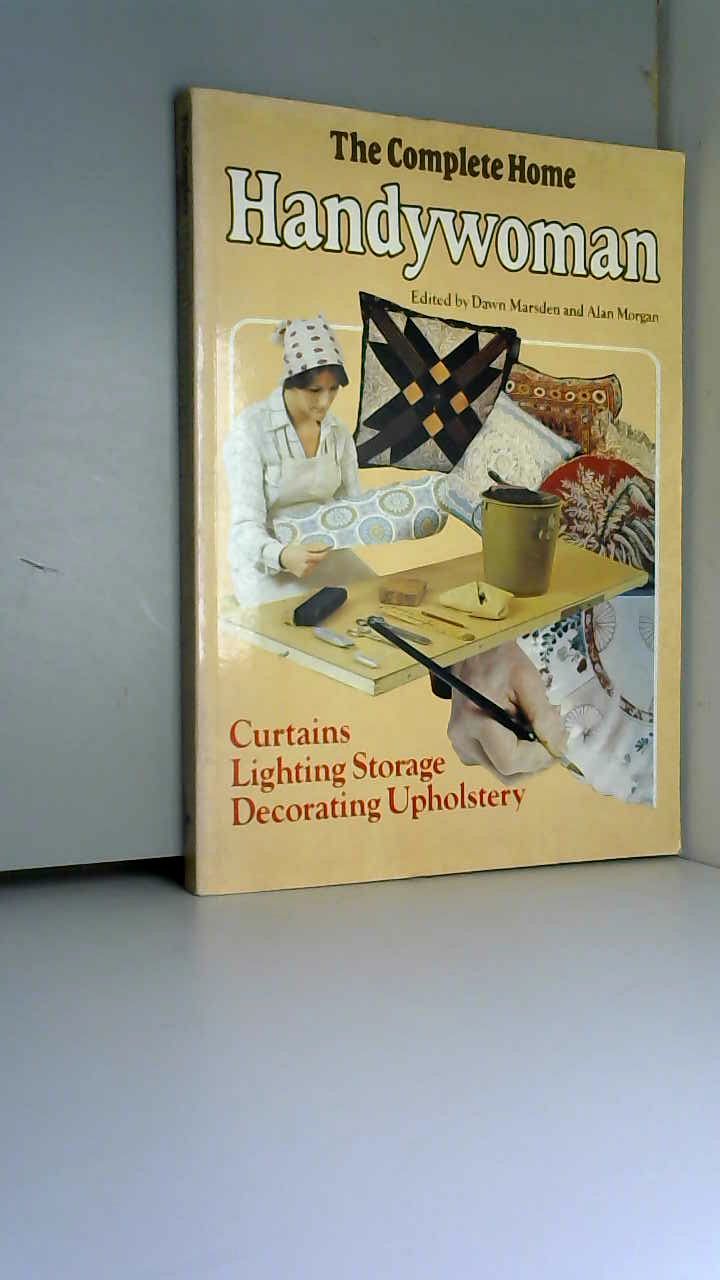 The Complete Home
Handywoman
Edited by Dawn Marsden and Alan Morgan
Curtains
Lighting Storage
Decorating Upholstery